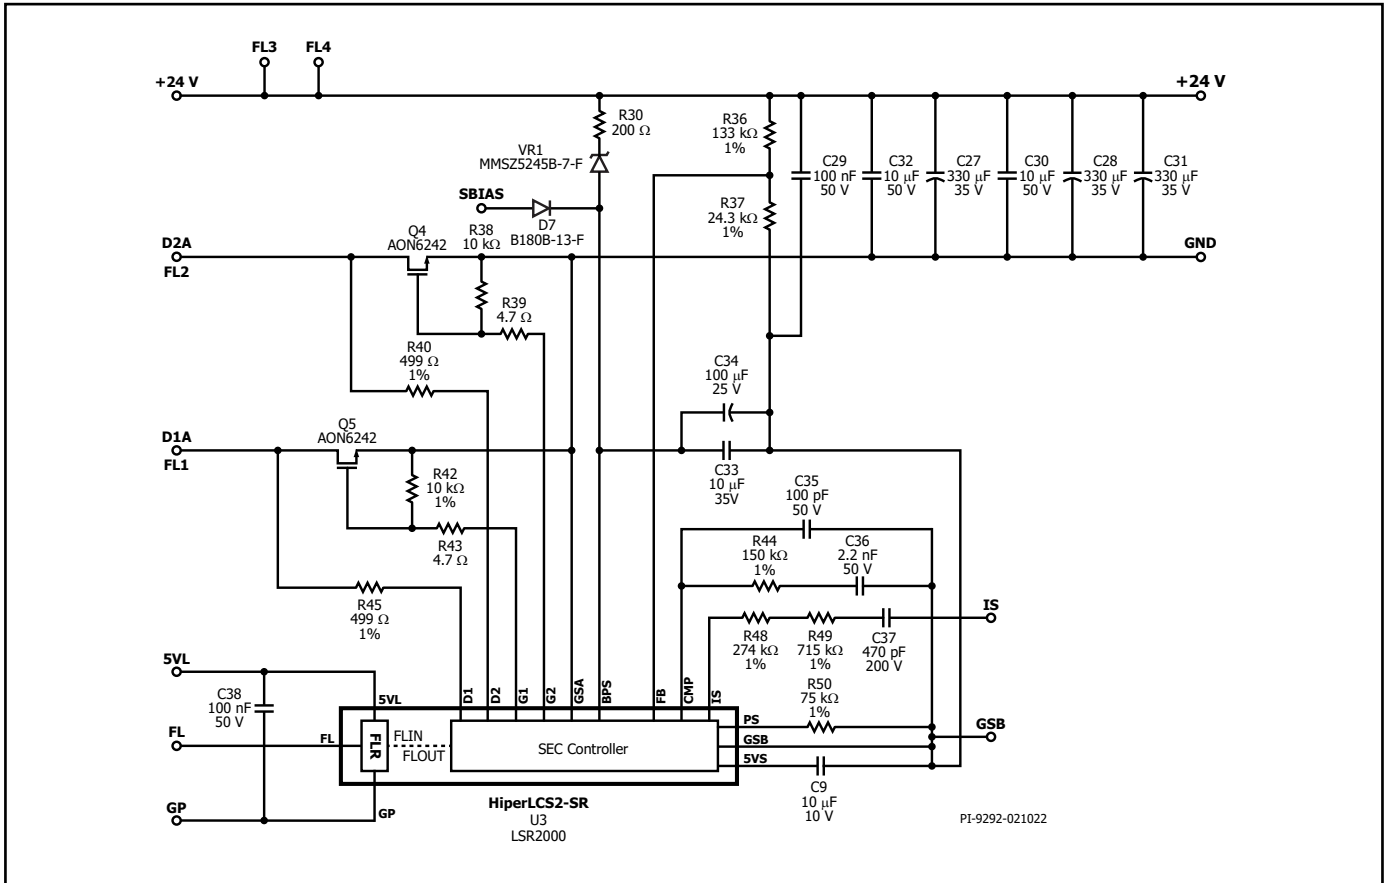 FL3
FL4
+24 V
+24 V
R30
200 Ω
R36
133 kΩ
1%
VR1
MMSZ5245B-7-F
C29
100 nF
50 V
C32
10 μF
50 V
C27
330 μF
35 V
C30
10 μF
50 V
C28
330 μF
35 V
C31
330 μF
35 V
SBIAS
D7
B180B-13-F
R37
24.3 kΩ
1%
Q4
AON6242
R38
10 kΩ
D2A
FL2
GND
R39
4.7 Ω
R40
499 Ω
1%
C34
100 μF
25 V
Q5
AON6242
D1A
FL1
R42
10 kΩ
1%
C33
10 μF
35V
R43
4.7 Ω
C35
100 pF
50 V
R44
150 kΩ
1%
C36
2.2 nF
50 V
R45
499 Ω
1%
IS
R48
274 kΩ
1%
R49
715 kΩ
1%
C37
470 pF
200 V
5VL
C38
100 nF
50 V
5VL
D1
D2
G1
G2
GSA
BPS
FB
CMP
IS
R50
75 kΩ
1%
PS
GSB
5VS
GSB
FL
FL
FLR
FLIN
FLOUT
SEC Controller
C9
10 μF
10 V
GP
GP
HiperLCS2-SR
U3
LSR2000
PI-9292-021022